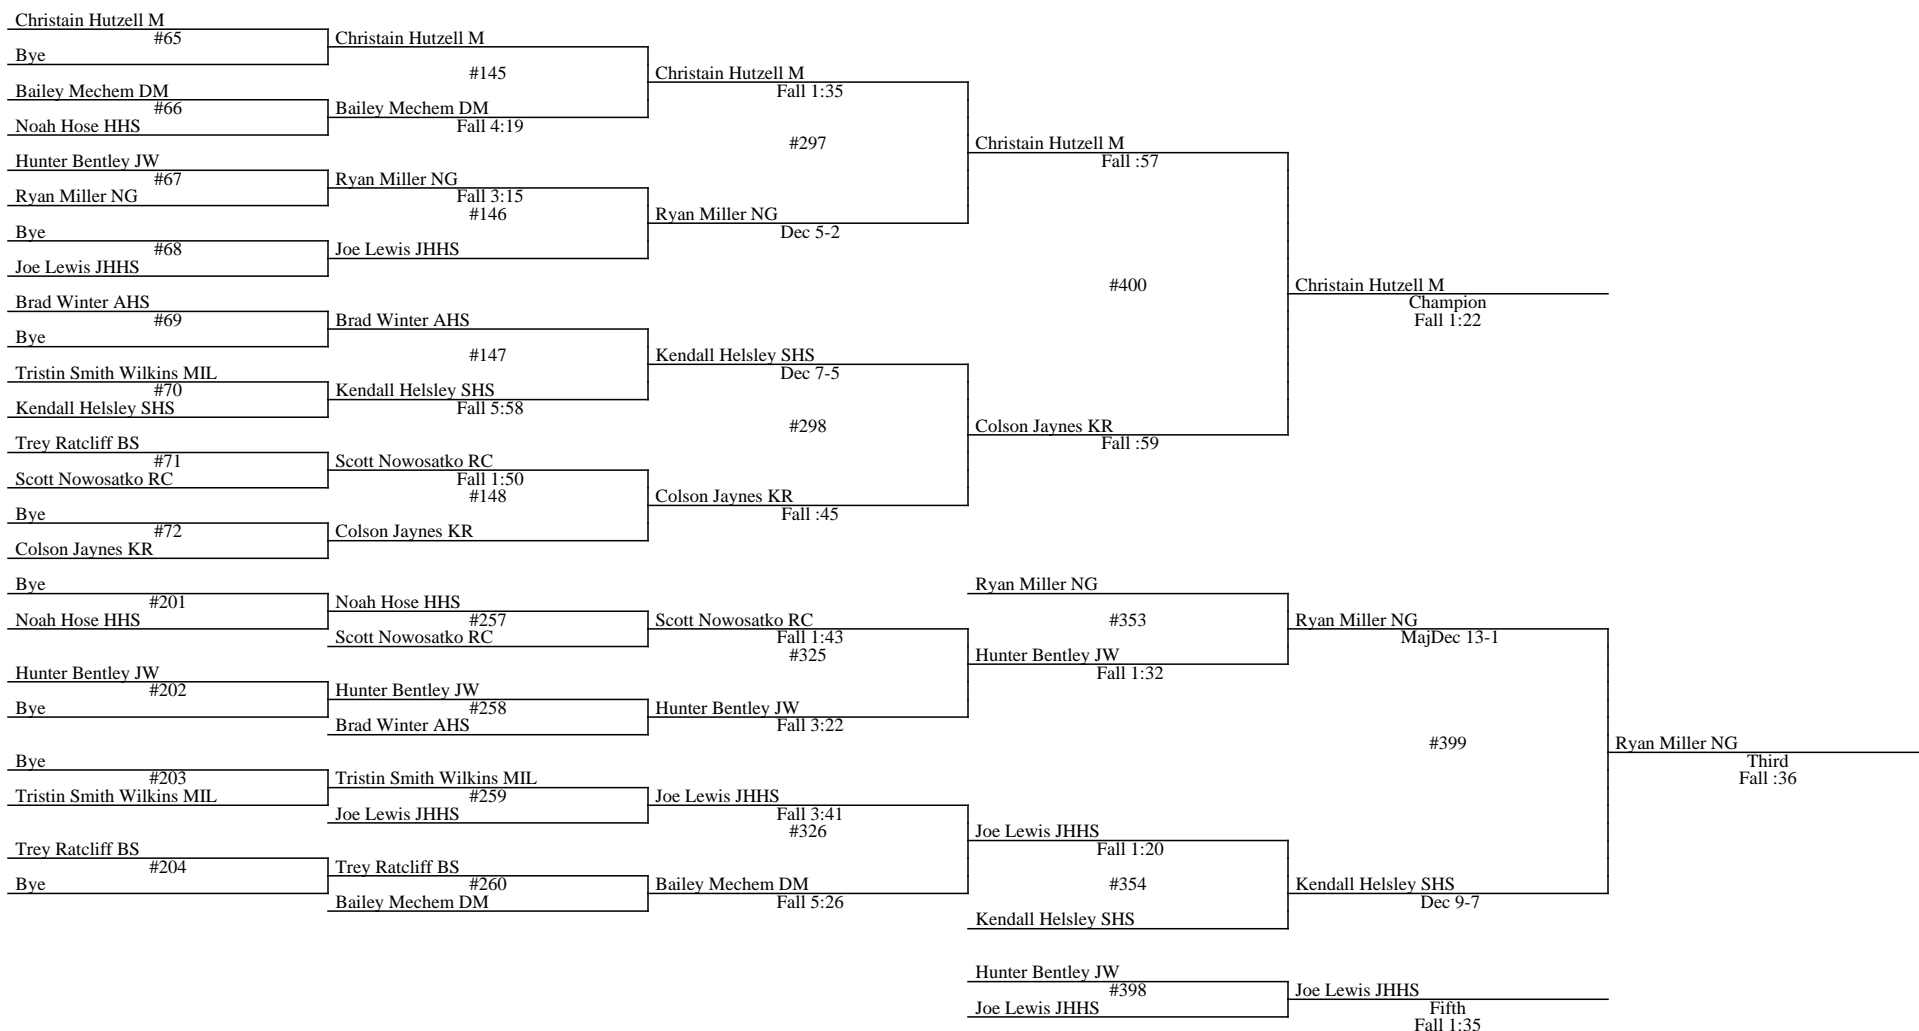 Christain Hutzell M
#65
Bye
Christain Hutzell M
#145
Bailey Mechem DM
#66
Noah Hose HHS
Bailey Mechem DM
Fall 4:19
Christain Hutzell M
Fall 1:35
#297
Hunter Bentley JW
#67
Ryan Miller NG
Ryan Miller NG
Fall 3:15
#146
Bye
#68
Joe Lewis JHHS
Joe Lewis JHHS
Ryan Miller NG
Dec 5-2
Christain Hutzell M
Fall :57
#400
Brad Winter AHS
#69
Bye
Brad Winter AHS
#147
Tristin Smith Wilkins MIL
#70
Kendall Helsley SHS
Kendall Helsley SHS
Fall 5:58
Kendall Helsley SHS
Dec 7-5
#298
Trey Ratcliff BS
#71
Scott Nowosatko RC
Scott Nowosatko RC
Fall 1:50
#148
Bye
#72
Colson Jaynes KR
Colson Jaynes KR
Colson Jaynes KR
Fall :45
Colson Jaynes KR
Fall :59
Christain Hutzell M
Champion
Fall 1:22
Bye
#201
Noah Hose HHS
Noah Hose HHS
#257
Scott Nowosatko RC
Scott Nowosatko RC
Fall 1:43
#325
Hunter Bentley JW
#202
Bye
Hunter Bentley JW
#258
Brad Winter AHS
Hunter Bentley JW
Fall 3:22
Ryan Miller NG
#353
Hunter Bentley JW
Fall 1:32
Ryan Miller NG
MajDec 13-1
#399
Bye
#203
Tristin Smith Wilkins MIL
Tristin Smith Wilkins MIL
#259
Joe Lewis JHHS
Joe Lewis JHHS
Fall 3:41
#326
Trey Ratcliff BS
#204
Bye
Trey Ratcliff BS
#260
Bailey Mechem DM
Bailey Mechem DM
Fall 5:26
Joe Lewis JHHS
Fall 1:20
#354
Kendall Helsley SHS
Kendall Helsley SHS
Dec 9-7
Ryan Miller NG
Third
Fall :36
Hunter Bentley JW
#398
Joe Lewis JHHS
Joe Lewis JHHS
Fifth
Fall 1:35